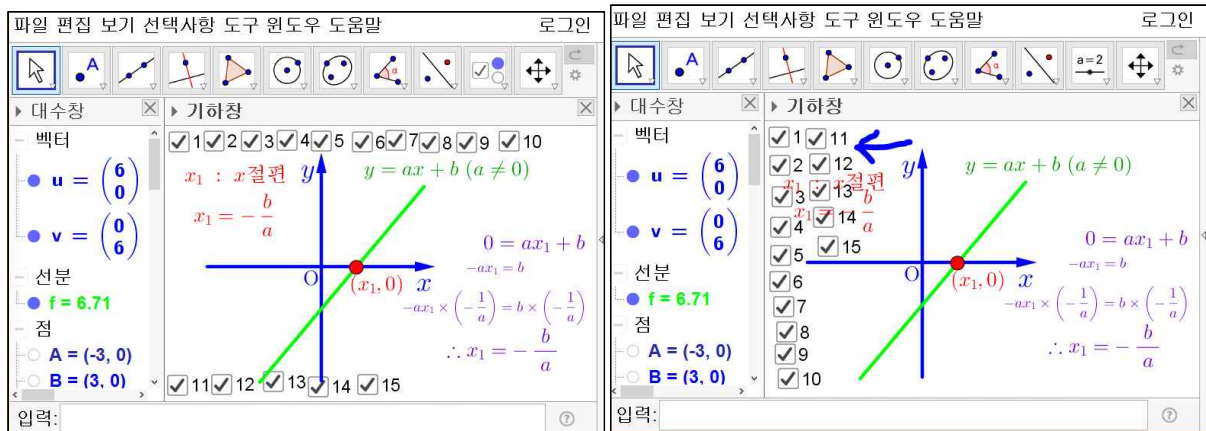 파일 편집 보기 선택사항 도구 윈도우 도움말 로그인
A α
대수창 기하창
벡터
1 2 3 4 5 6 7 8 9 10
u = (6 0)
v = (0 6)
선분
f = 6.71
점
A = (-3, 0)
B = (3, 0)
x₁ : x절편
x₁ = − b/a
y
y = ax + b (a ≠ 0)
O
(x₁, 0)
x
0 = ax₁ + b
−ax₁ = b
−ax₁ × (− 1/a) = b × (− 1/a)
∴ x₁ = − b/a
11 12 13 14 15
입력:
파일 편집 보기 선택사항 도구 윈도우 도움말 로그인
A α a=2
대수창 기하창
벡터
u = (6 0)
v = (0 6)
선분
f = 6.71
점
A = (-3, 0)
B = (3, 0)
1 11
2 12
x₁ : x절편
3 13
x₁ = − b/a
4 14
5 15
6
7
8
9
10
y
y = ax + b (a ≠ 0)
O
(x₁, 0)
x
0 = ax₁ + b
−ax₁ = b
−ax₁ × (− 1/a) = b × (− 1/a)
∴ x₁ = − b/a
입력: